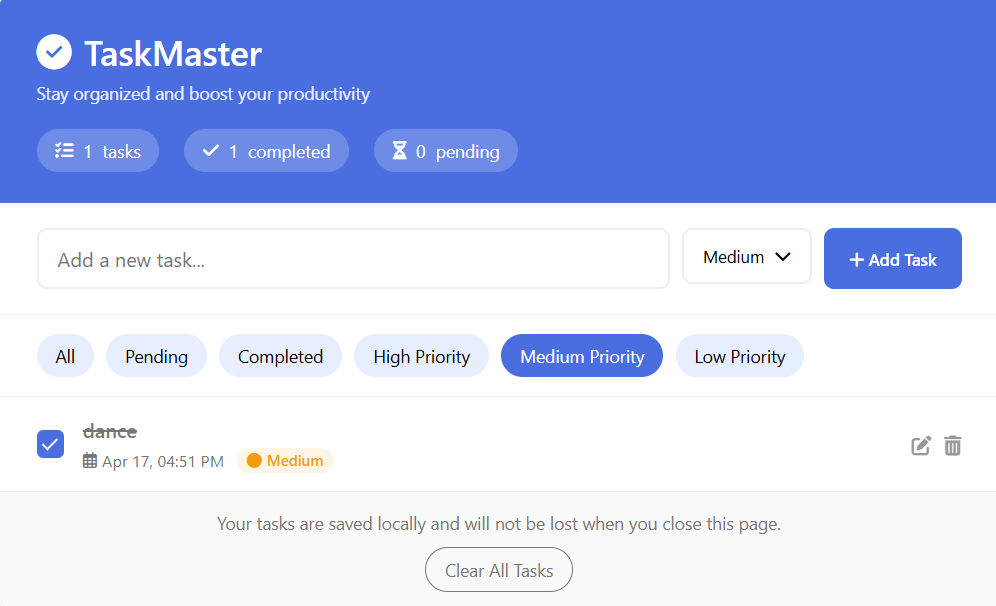 TaskMaster
Stay organized and boost your productivity
1 tasks 1 completed 0 pending
Add a new task... Medium + Add Task
All Pending Completed High Priority Medium Priority Low Priority
dance
Apr 17, 04:51 PM Medium
Your tasks are saved locally and will not be lost when you close this page.
Clear All Tasks